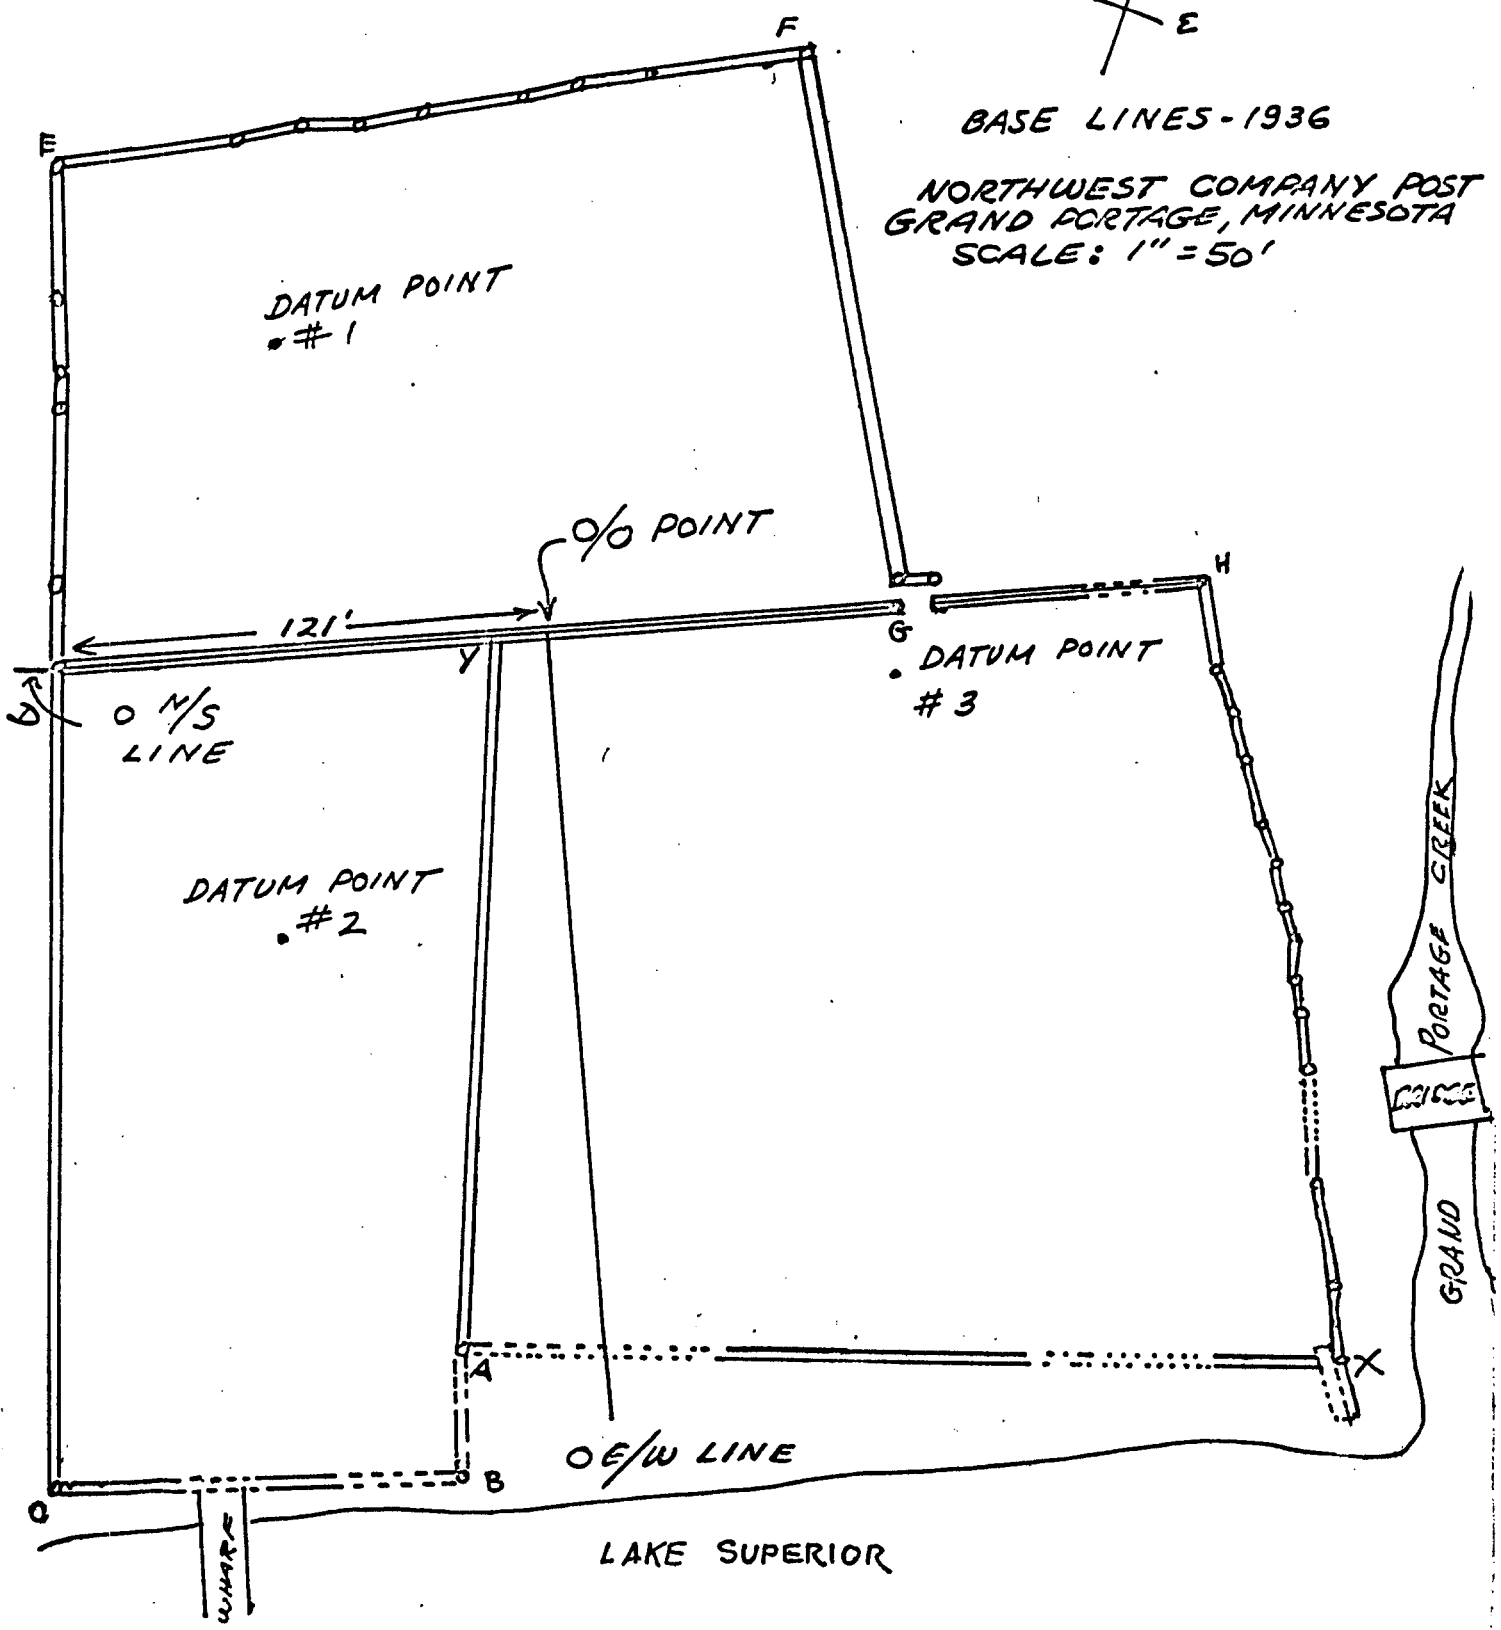 E
BASE LINES - 1936
NORTHWEST COMPANY POST
GRAND PORTAGE, MINNESOTA
SCALE: 1" = 50'
F
E
DATUM POINT
#1
0/0 POINT
121'
H
Y
G
DATUM POINT
#3
b
0 N/S
LINE
DATUM POINT
#2
GRAND PORTAGE CREEK
BRIDGE
A
X
0 E/W LINE
B
LAKE SUPERIOR
WHARF